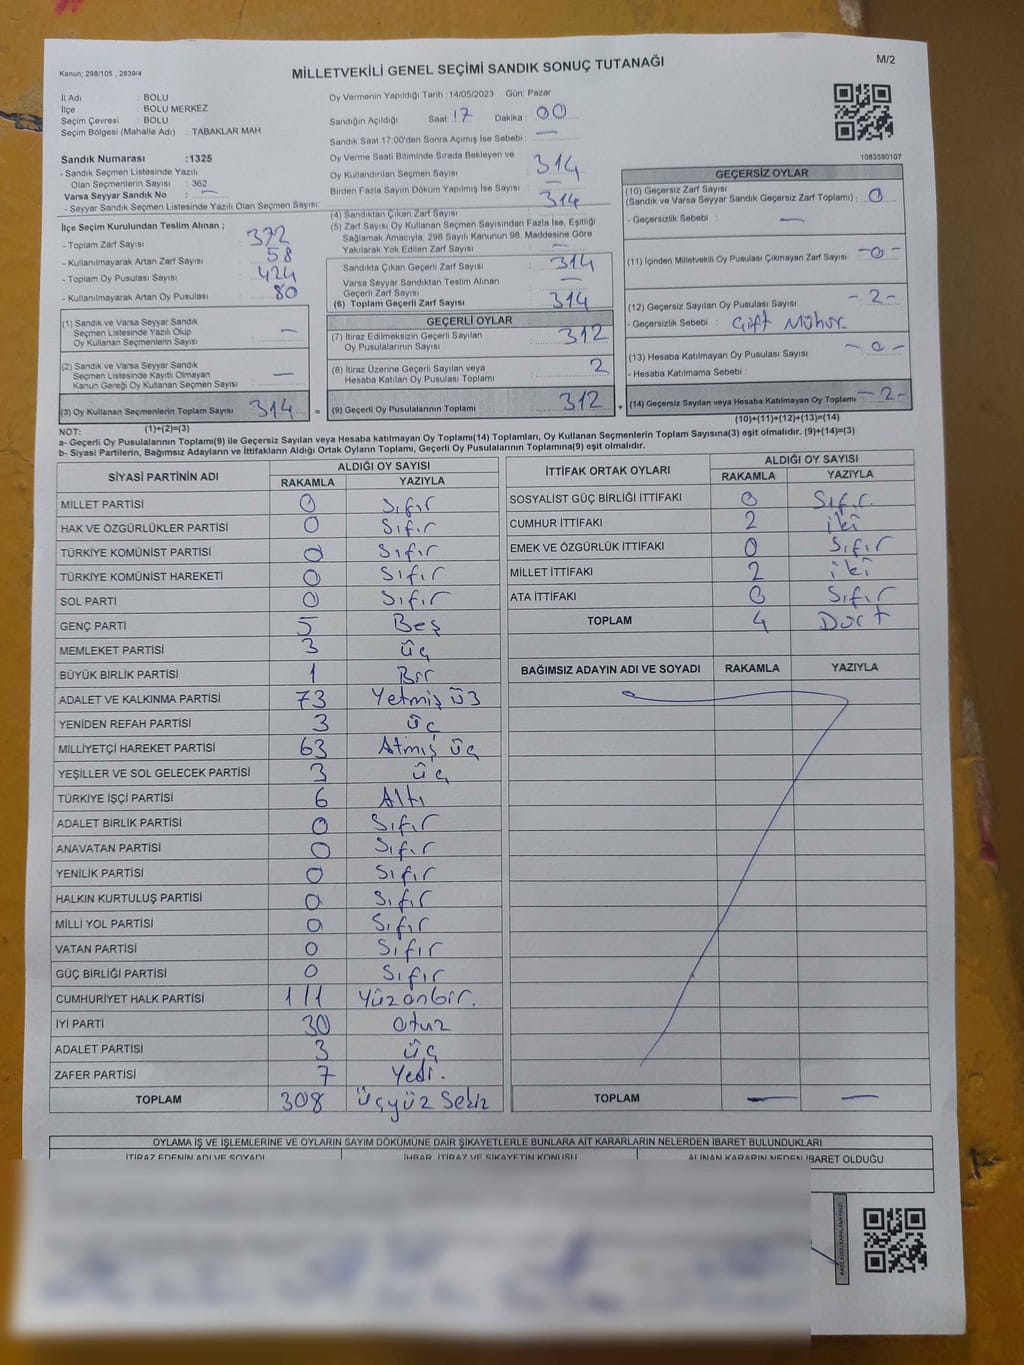 Kanun; 298/105 , 2839/4
MİLLETVEKİLİ GENEL SEÇİMİ SANDIK SONUÇ TUTANAĞI
M/2
İl Adı : BOLU
İlçe : BOLU MERKEZ
Seçim Çevresi : BOLU
Seçim Bölgesi (Mahalle Adı) : TABAKLAR MAH.
Sandık Numarası :1325
- Sandık Seçmen Listesinde Yazılı
Olan Seçmenlerin Sayısı : 362
Varsa Seyyar Sandık No : —
- Seyyar Sandık Seçmen Listesinde Yazılı Olan Seçmen Sayısı:
İlçe Seçim Kurulundan Teslim Alınan ;
- Toplam Zarf Sayısı : 372
- Kullanılmayarak Artan Zarf Sayısı : 58
- Toplam Oy Pusulası Sayısı : 424
- Kullanılmayarak Artan Oy Pusulası : 80
Oy Vermenin Yapıldığı Tarih :14/05/2023 Gün: Pazar
Sandığın Açıldığı Saat : 17 Dakika : 00
Sandık Saat 17:00'den Sonra Açımış İse Sebebi : —
Oy Verme Saati Bitiminde Sırada Bekleyen ve
Oy Kullandırılan Seçmen Sayısı : 314
Birden Fazla Sayım Döküm Yapılmış İse Sayısı : —
(4) Sandıktan Çıkan Zarf Sayısı : 314
(5) Zarf Sayısı Oy Kullanan Seçmen Sayısından Fazla İse, Eşitliği
Sağlamak Amacıyla; 298 Sayılı Kanunun 98. Maddesine Göre
Yakılarak Yok Edilen Zarf Sayısı : —
Sandıkta Çıkan Geçerli Zarf Sayısı : 314
Varsa Seyyar Sandıktan Teslim Alınan
Geçerli Zarf Sayısı : —
(6) Toplam Geçerli Zarf Sayısı : 314
1083580107
GEÇERSİZ OYLAR
(10) Geçersiz Zarf Sayısı
(Sandık ve Varsa Seyyar Sandık Geçersiz Zarf Toplamı) : 0
- Geçersizlik Sebebi : —
(11) İçinden Milletvekili Oy Pusulası Çıkmayan Zarf Sayısı : -0-
(12) Geçersiz Sayılan Oy Pusulası Sayısı : -2-
- Geçersizlik Sebebi : Çift Mühür.
(13) Hesaba Katılmayan Oy Pusulası Sayısı : -0-
- Hesaba Katılmama Sebebi :
(1) Sandık ve Varsa Seyyar Sandık
Seçmen Listesinde Yazılı Olup
Oy Kullanan Seçmenlerin Sayısı : —
(2) Sandık ve Varsa Seyyar Sandık
Seçmen Listesinde Kayıtlı Olmayan
Kanun Gereği Oy Kullanan Seçmen Sayısı : —
GEÇERLİ OYLAR
(7) İtiraz Edilmeksizin Geçerli Sayılan
Oy Pusulalarının Sayısı : 312
(8) İtiraz Üzerine Geçerli Sayılan veya
Hesaba Katılan Oy Pusulası Toplamı : 2
(3) Oy Kullanan Seçmenlerin Toplam Sayısı 314 = (9) Geçerli Oy Pusulalarının Toplamı : 312 + (14) Geçersiz Sayılan veya Hesaba Katılmayan Oy Toplamı : -2-
(1)+(2)=(3)
(10)+(11)+(12)+(13)=(14)
NOT:
a- Geçerli Oy Pusulalarının Toplamı(9) ile Geçersiz Sayılan veya Hesaba katılmayan Oy Toplamı(14) Toplamları, Oy Kullanan Seçmenlerin Toplam Sayısına(3) eşit olmalıdır. (9)+(14)=(3)
b- Siyasi Partilerin, Bağımsız Adayların ve İttifakların Aldığı Ortak Oyların Toplamı, Geçerli Oy Pusulalarının Toplamına(9) eşit olmalıdır.
SİYASİ PARTİNİN ADI ALDIĞI OY SAYISI
RAKAMLA YAZIYLA
MİLLET PARTİSİ 0 Sıfır
HAK VE ÖZGÜRLÜKLER PARTİSİ 0 Sıfır
TÜRKİYE KOMÜNİST PARTİSİ 0 Sıfır
TÜRKİYE KOMÜNİST HAREKETİ 0 Sıfır
SOL PARTİ 0 Sıfır
GENÇ PARTİ 5 Beş
MEMLEKET PARTİSİ 3 üç
BÜYÜK BİRLİK PARTİSİ 1 Bir
ADALET VE KALKINMA PARTİSİ 73 Yetmiş ü3
YENİDEN REFAH PARTİSİ 3 üç
MİLLİYETÇİ HAREKET PARTİSİ 63 Atmış üç
YEŞİLLER VE SOL GELECEK PARTİSİ 3 üç
TÜRKİYE İŞÇİ PARTİSİ 6 Altı
ADALET BİRLİK PARTİSİ 0 Sıfır
ANAVATAN PARTİSİ 0 Sıfır
YENİLİK PARTİSİ 0 Sıfır
HALKIN KURTULUŞ PARTİSİ 0 Sıfır
MİLLİ YOL PARTİSİ 0 Sıfır
VATAN PARTİSİ 0 Sıfır
GÜÇ BİRLİĞİ PARTİSİ 0 Sıfır
CUMHURİYET HALK PARTİSİ 111 Yüzonbir.
İYİ PARTİ 30 otuz
ADALET PARTİSİ 3 üç
ZAFER PARTİSİ 7 Yedi.
TOPLAM 308 üçyüz Sekiz
İTTİFAK ORTAK OYLARI ALDIĞI OY SAYISI
RAKAMLA YAZIYLA
SOSYALİST GÜÇ BİRLİĞİ İTTİFAKI 0 Sıfır.
CUMHUR İTTİFAKI 2 iki
EMEK VE ÖZGÜRLÜK İTTİFAKI 0 Sıfır
MİLLET İTTİFAKI 2 iki
ATA İTTİFAKI 0 Sıfır
TOPLAM 4 Dört
BAĞIMSIZ ADAYIN ADI VE SOYADI RAKAMLA YAZIYLA
TOPLAM — —
OYLAMA İŞ VE İŞLEMLERİNE VE OYLARIN SAYIM DÖKÜMÜNE DAİR ŞİKAYETLERLE BUNLARA AİT KARARLARIN NELERDEN İBARET BULUNDUKLARI
İTİRAZ EDENİN ADI VE SOYADI İHBAR, İTİRAZ VE ŞİKAYETİN KONUSU ALINAN KARARIN NEDEN İBARET OLDUĞU